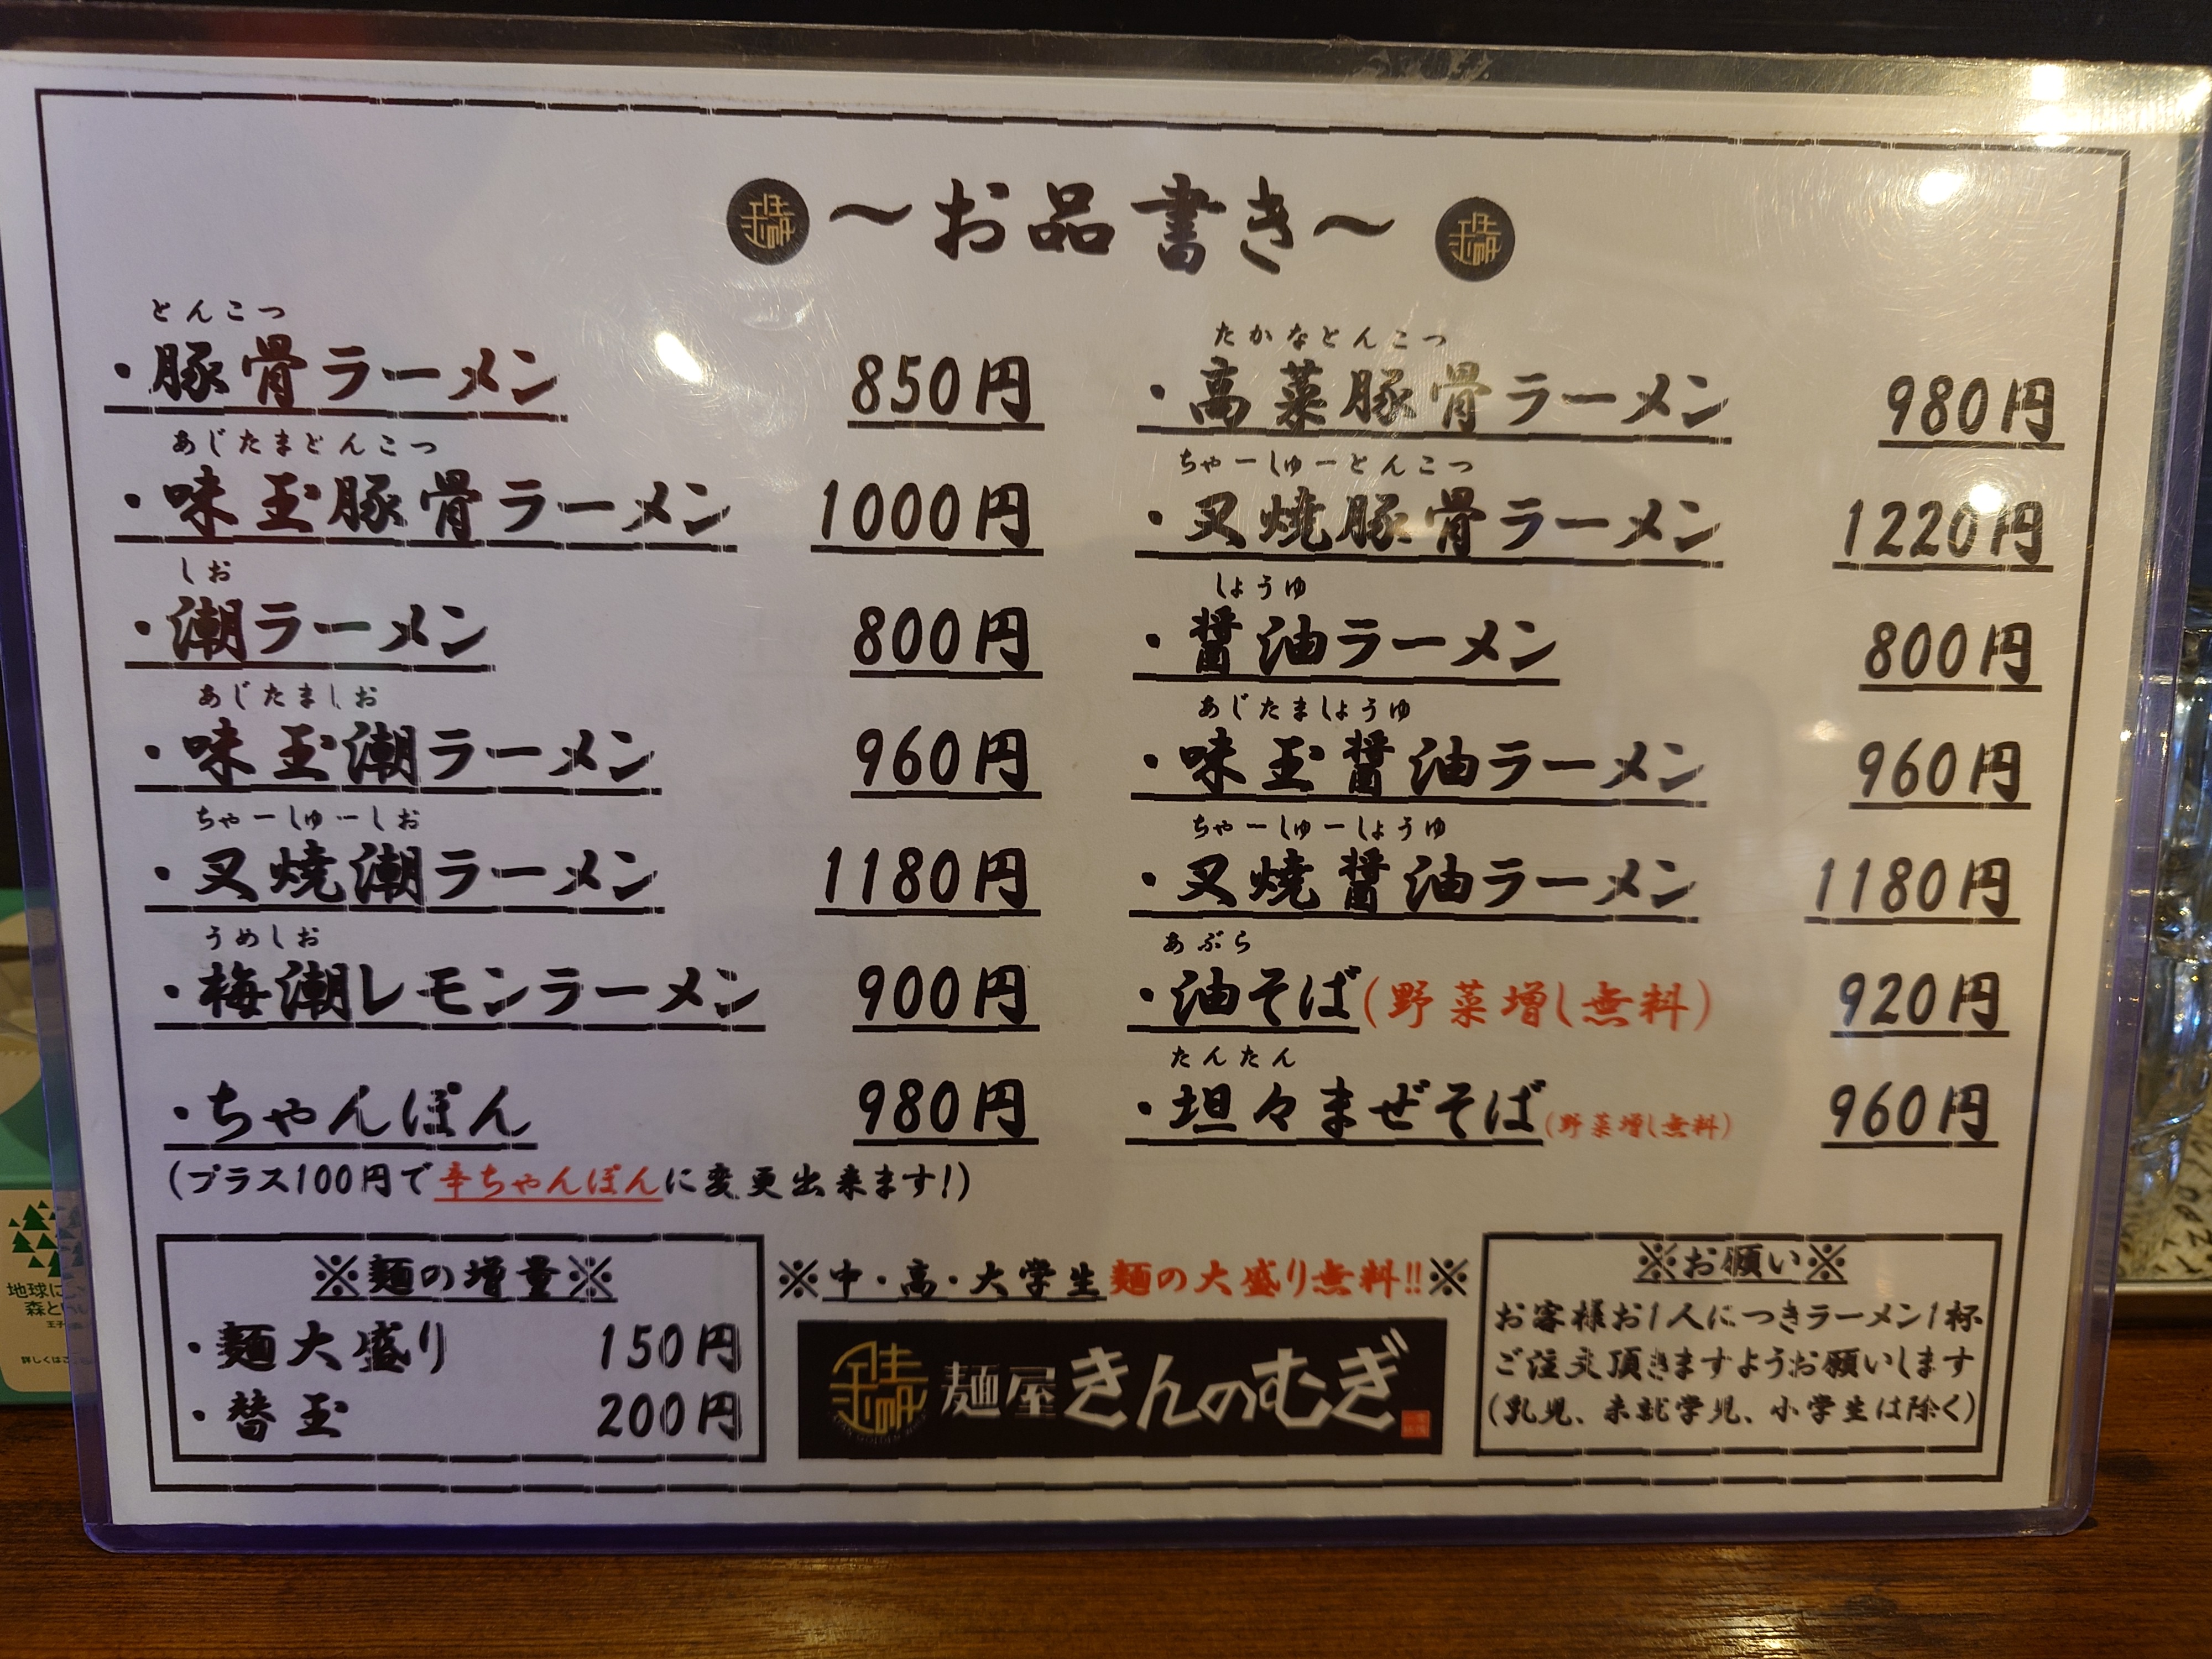 ～お品書き～
とんこつ
・豚骨ラーメン 850円
あじたまどんこつ
・味玉豚骨ラーメン 1000円
しお
・潮ラーメン 800円
あじたましお
・味玉潮ラーメン 960円
ちゃーしゅーしお
・叉焼潮ラーメン 1180円
うめしお
・梅潮レモンラーメン 900円
・ちゃんぽん 980円
(プラス100円で辛ちゃんぽんに変更出来ます!)
たかなとんこつ
・高菜豚骨ラーメン 980円
ちゃーしゅーとんこつ
・叉焼豚骨ラーメン 1220円
しょうゆ
・醤油ラーメン 800円
あじたましょうゆ
・味玉醤油ラーメン 960円
ちゃーしゅーしょうゆ
・叉焼醤油ラーメン 1180円
あぶら
・油そば(野菜増し無料) 920円
たんたん
・坦々まぜそば(野菜増し無料) 960円
※麺の増量※
・麺大盛り 150円
・替玉 200円
※中・高・大学生麺の大盛り無料!!※
麺屋きんのむぎ
※お願い※
お客様お1人につきラーメン1杯
ご注文頂きますようお願いします
(乳児、未就学児、小学生は除く)
地球に
森とい
王子
詳しくはこ